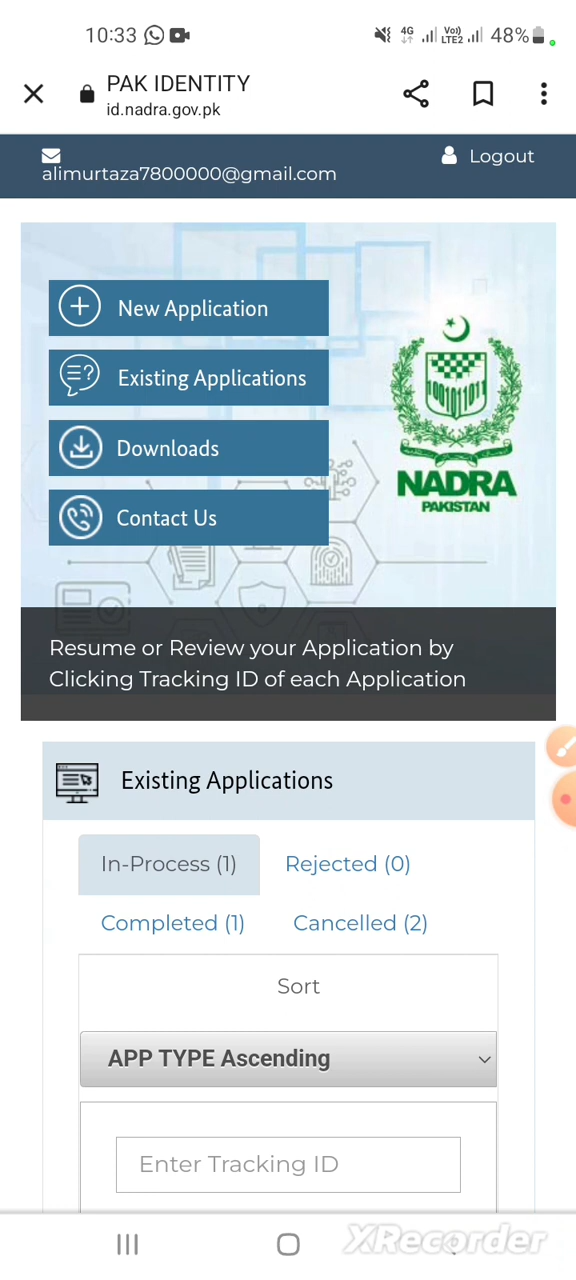 10:33 4G Vo) LTE2 48%
PAK IDENTITY
id.nadra.gov.pk
alimurtaza7800000@gmail.com
Logout
New Application
Existing Applications
Downloads
Contact Us
1001011011
NADRA
PAKISTAN
Resume or Review your Application by
Clicking Tracking ID of each Application
Existing Applications
In-Process (1) Rejected (0)
Completed (1) Cancelled (2)
Sort
APP TYPE Ascending
Enter Tracking ID
XRecorder